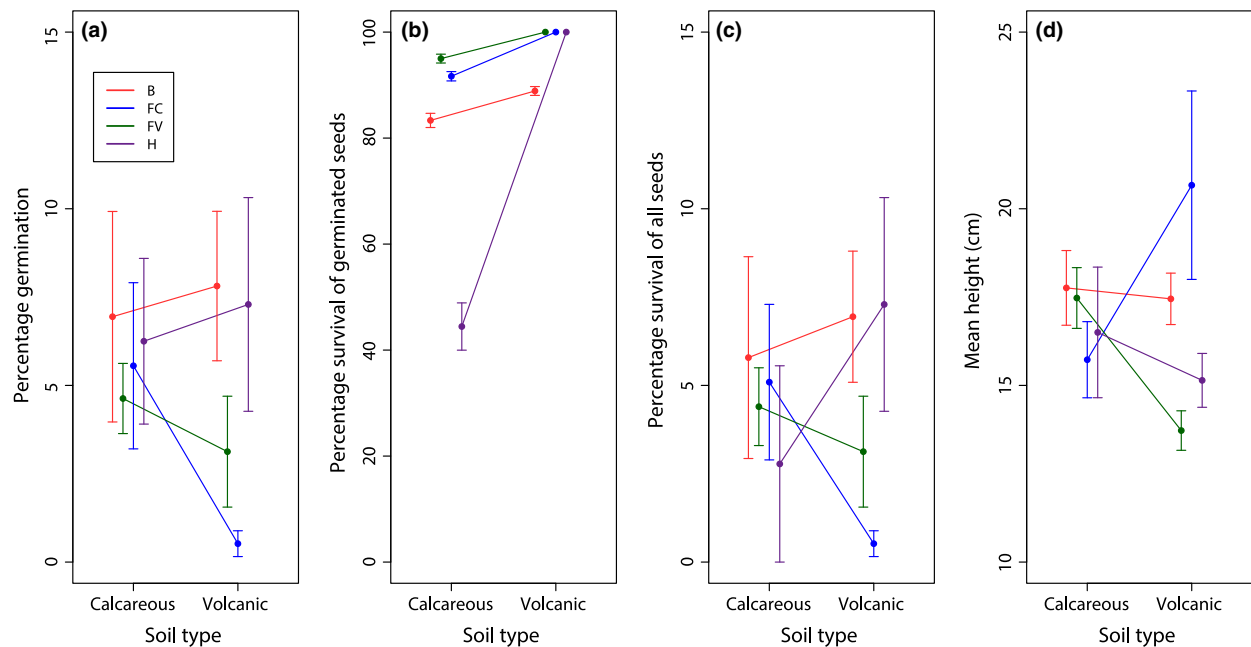 (a)
B
FC
FV
H
Percentage germination
0
5
10
15
Calcareous
Volcanic
Soil type
(b)
Percentage survival of germinated seeds
0
20
40
60
80
100
Calcareous
Volcanic
Soil type
(c)
Percentage survival of all seeds
0
5
10
15
Calcareous
Volcanic
Soil type
(d)
Mean height (cm)
10
15
20
25
Calcareous
Volcanic
Soil type